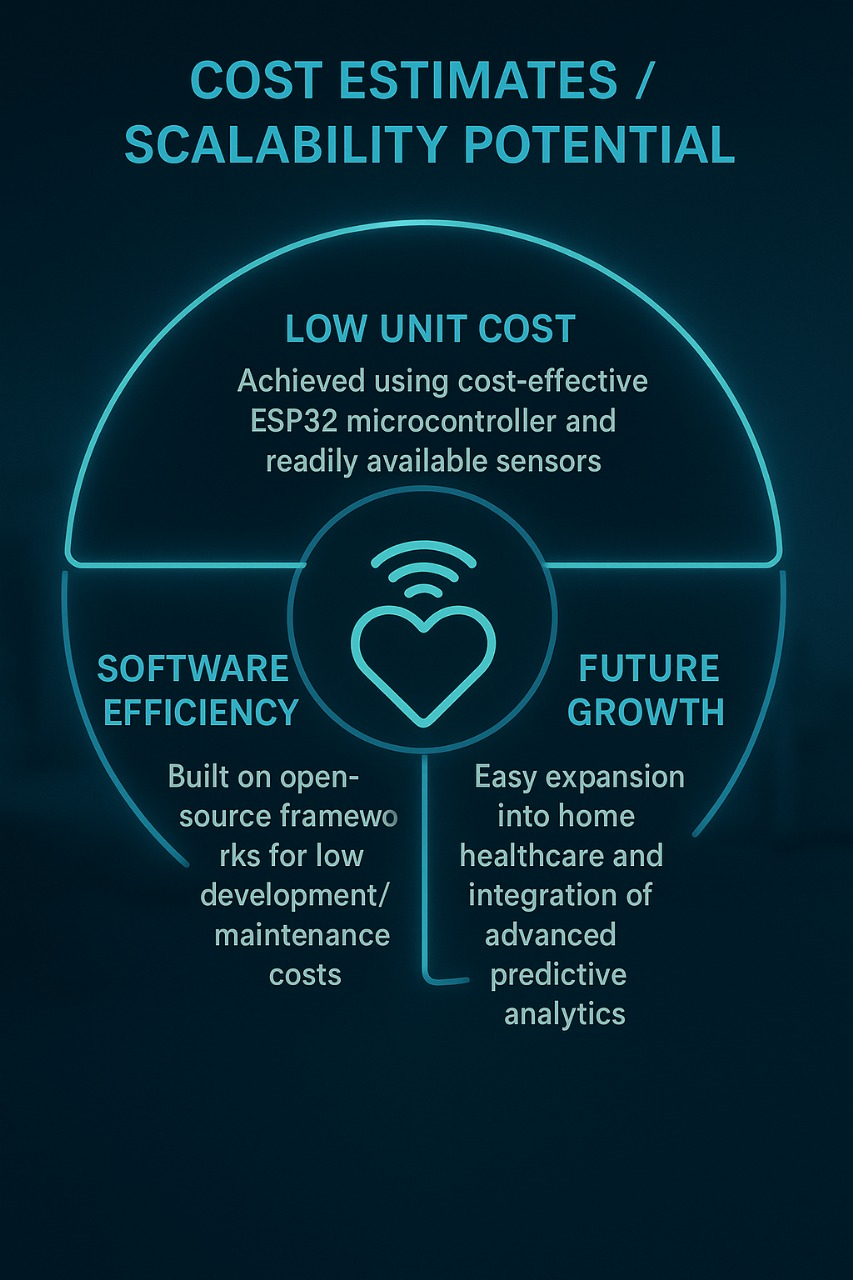 COST ESTIMATES /
SCALABILITY POTENTIAL
LOW UNIT COST
Achieved using cost-effective
ESP32 microcontroller and
readily available sensors
SOFTWARE
EFFICIENCY
Built on open-
source framewo
rks for low
development/
maintenance
costs
FUTURE
GROWTH
Easy expansion
into home
healthcare and
integration of
advanced
predictive
analytics